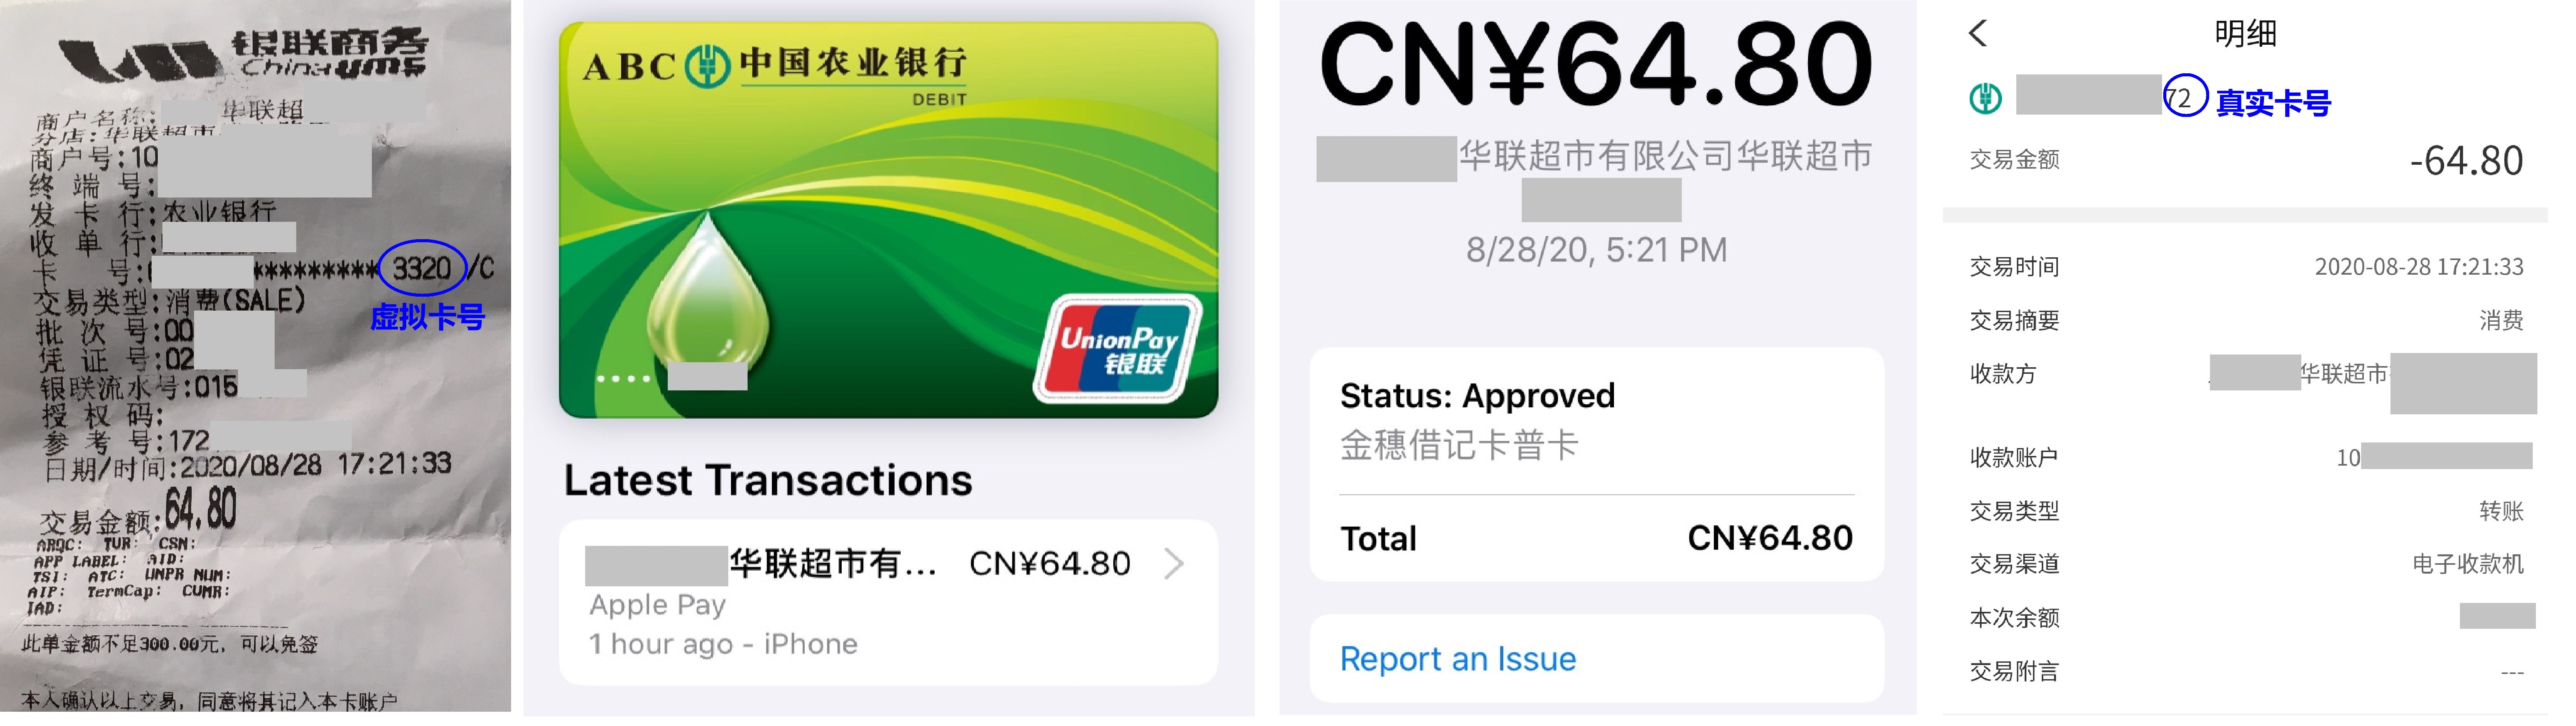 银联商务
China ums
商户名称:
华联超
分店:华联超市
商户号:10
终 端 号:
发 卡 行:农业银行
收 单 行:
卡 号:
*********3320 /C
虚拟卡号
交易类型:消费(SALE)
批 次 号:00
凭 证 号:02
银联流水号:015
授 权 码:
参 考 号:172
日期/时间:2020/08/28 17:21:33
交易金额:64.80
ARQC: TVR: CSN:
APP LABEL: AID:
TSI: ATC: UNPR NUM:
AIP: TermCap: CUMR:
IAD:
此单金额不足300.00元, 可以免签
本人确认以上交易, 同意将其记入本卡账户
ABC 中国农业银行
DEBIT
UnionPay
银联
••••
Latest Transactions
华联超市有... CN¥64.80
Apple Pay
1 hour ago - iPhone
CN¥64.80
华联超市有限公司华联超市
8/28/20, 5:21 PM
Status: Approved
金穗借记卡普卡
Total CN¥64.80
Report an Issue
明细
72 真实卡号
交易金额 -64.80
交易时间 2020-08-28 17:21:33
交易摘要 消费
收款方 华联超市
收款账户 10
交易类型 转账
交易渠道 电子收款机
本次余额
交易附言 ---